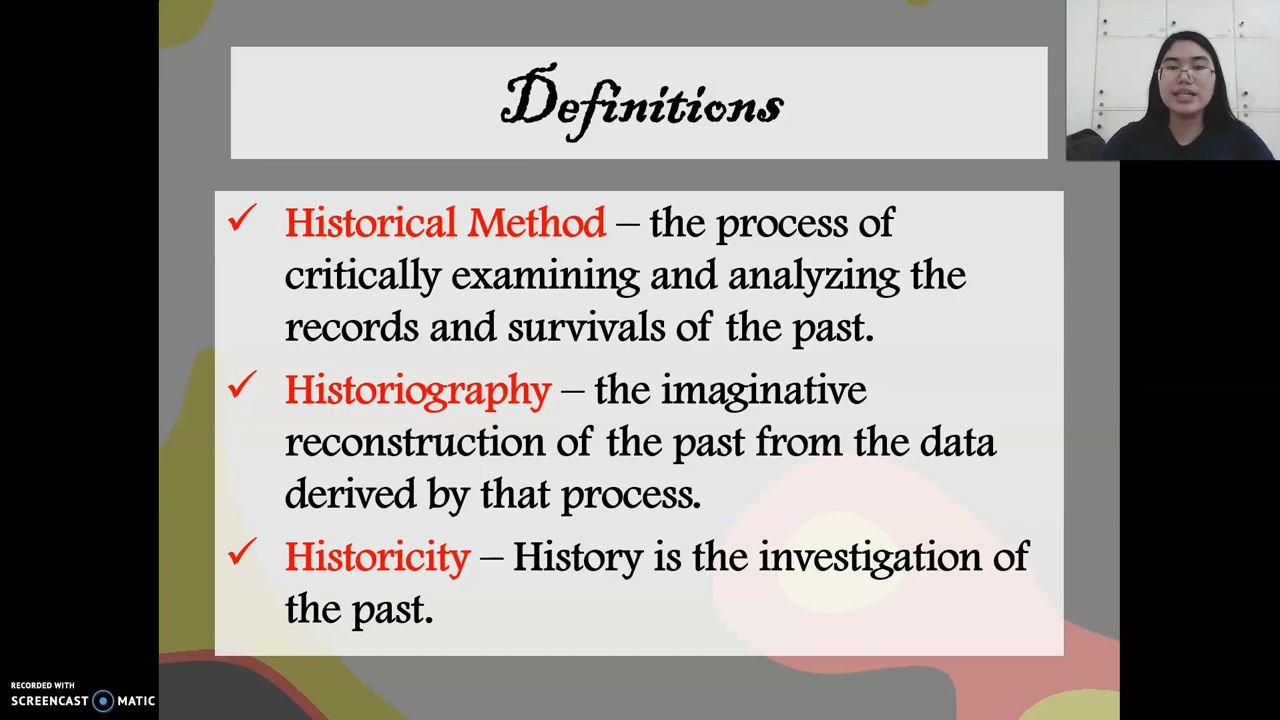 Definitions
✓ Historical Method – the process of
critically examining and analyzing the
records and survivals of the past.
✓ Historiography – the imaginative
reconstruction of the past from the data
derived by that process.
✓ Historicity – History is the investigation of
the past.
RECORDED WITH
SCREENCAST MATIC